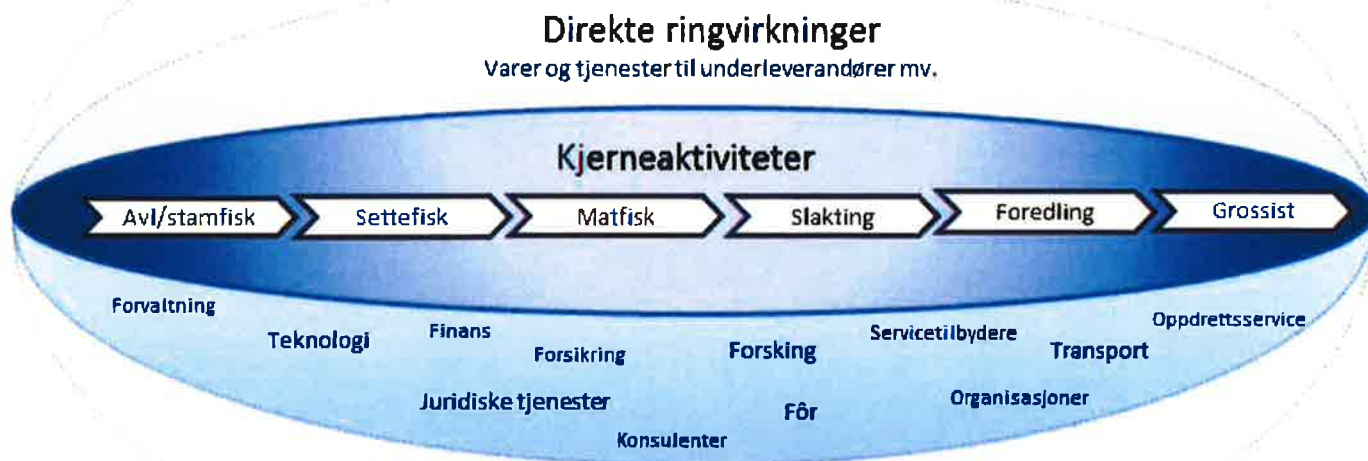 Direkte ringvirkninger
Varer og tjenester til underleverandører mv.
Kjerneaktiviteter
Avl/stamfisk
Settefisk
Matfisk
Slakting
Foredling
Grossist
Forvaltning
Teknologi
Finans
Forsikring
Forsking
Servicetilbydere
Transport
Oppdrettsservice
Juridiske tjenester
Fôr
Organisasjoner
Konsulenter